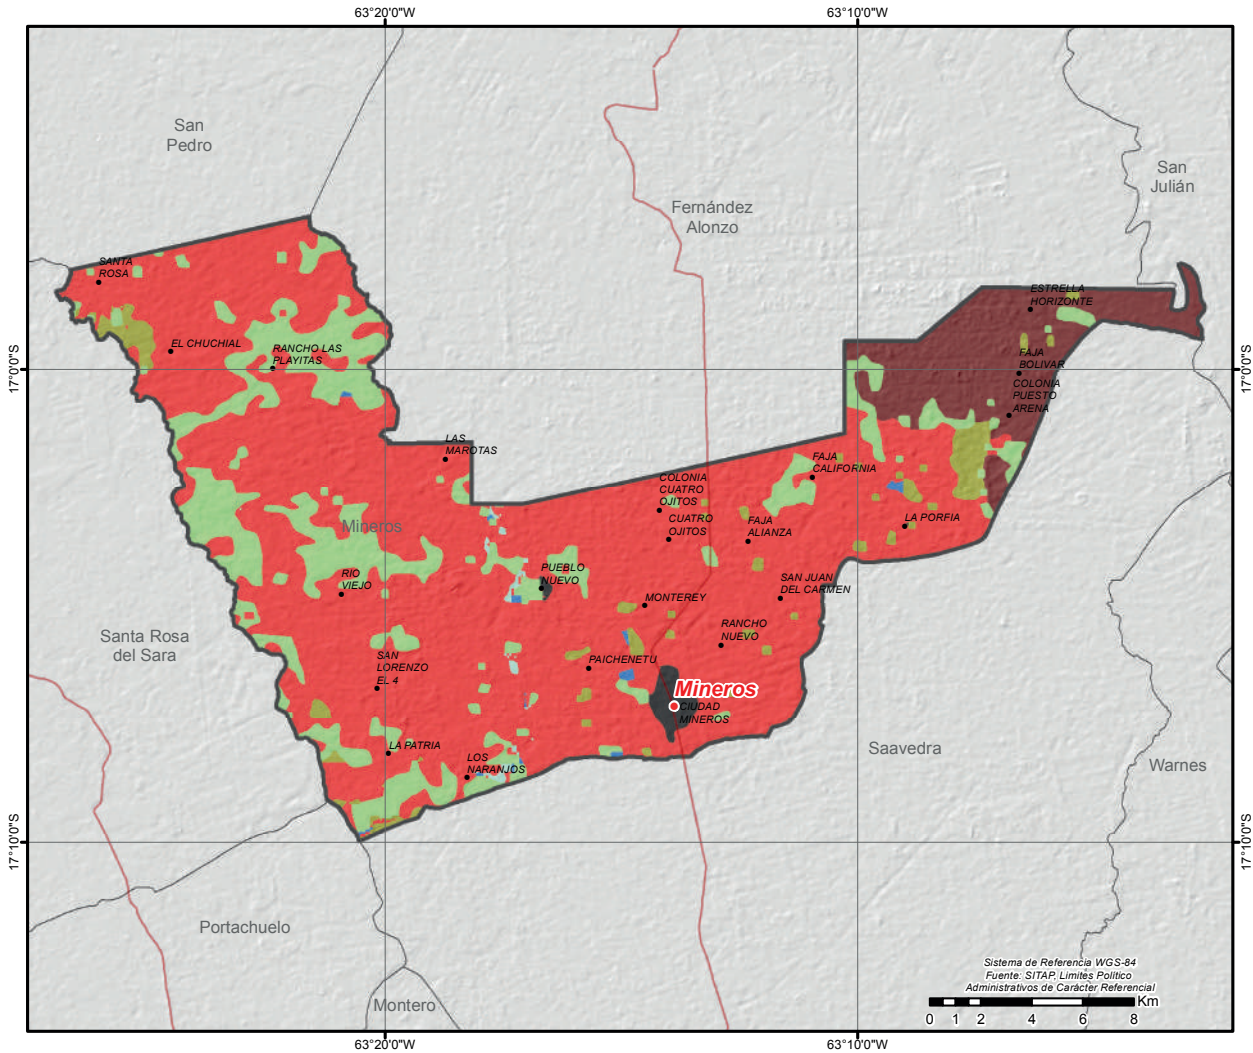 63°20'0"W
63°10'0"W
San
Pedro
San
Julián
Fernández
Alonzo
SANTA
ROSA
ESTRELLA
HORIZONTE
EL CHUCHIAL
RANCHO LAS
PLAYITAS
FAJA
BOLIVAR
17°0'0"S
17°0'0"S
COLONIA
PUESTO
ARENA
LAS
MAROTAS
FAJA
CALIFORNIA
COLONIA
CUATRO
OJITOS
Mineros
CUATRO
OJITOS
FAJA
ALIANZA
LA PORFIA
RIO
VIEJO
PUEBLO
NUEVO
SAN JUAN
DEL CARMEN
MONTEREY
Santa Rosa
del Sara
RANCHO
NUEVO
SAN
LORENZO
EL 4
PAICHENETU
Mineros
CIUDAD
MINEROS
LA PATRIA
LOS
NARANJOS
Saavedra
Warnes
17°10'0"S
17°10'0"S
Portachuelo
Montero
Sistema de Referencia WGS-84
Fuente: SITAP, Limites Político
Administrativos de Carácter Referencial
Km
0 1 2 4 6 8
63°20'0"W
63°10'0"W